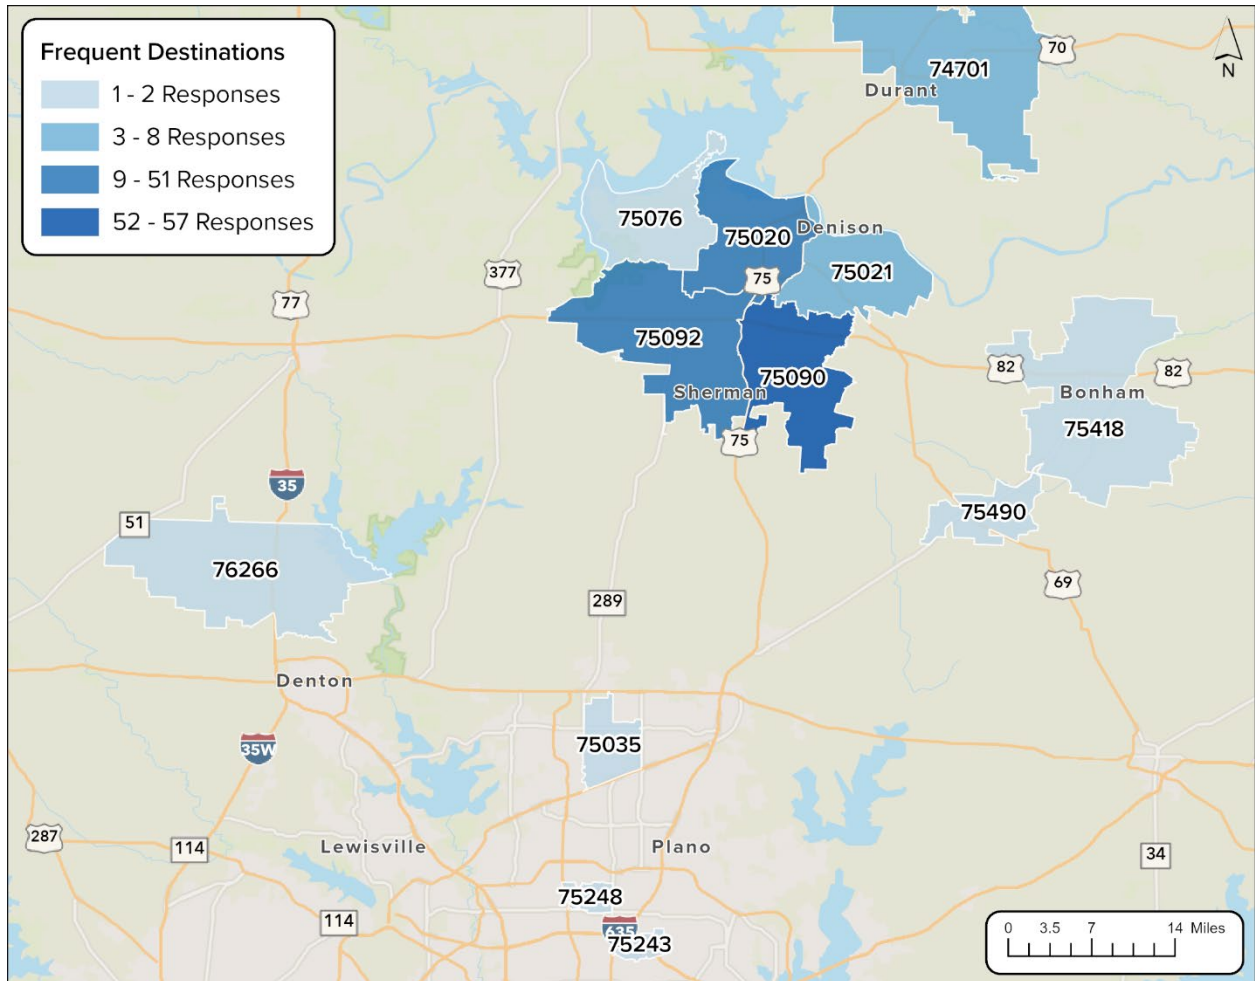 Frequent Destinations
1 - 2 Responses
3 - 8 Responses
9 - 51 Responses
52 - 57 Responses
N
70
74701
Durant
75076
75020
Denison
75021
75
377
77
75092
75090
Sherman
75
82
82
Bonham
75418
75490
35
51
76266
289
69
Denton
35W
75035
287
114
Lewisville
Plano
34
75248
114
635
75243
0 3.5 7 14 Miles